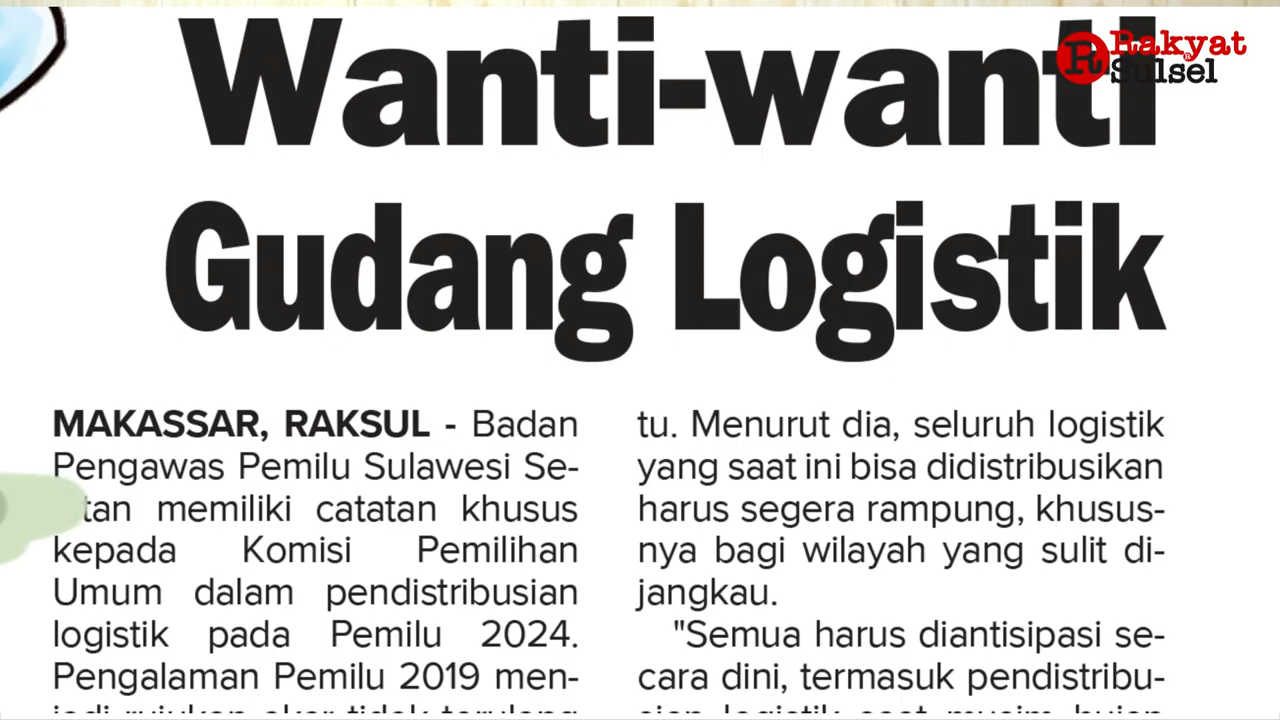 Wanti-wanti
Gudang Logistik
Rakyat
Sulsel
MAKASSAR, RAKSUL - Badan
Pengawas Pemilu Sulawesi Se-
tan memiliki catatan khusus
kepada Komisi Pemilihan
Umum dalam pendistribusian
logistik pada Pemilu 2024.
Pengalaman Pemilu 2019 men-
tu. Menurut dia, seluruh logistik
yang saat ini bisa didistribusikan
harus segera rampung, khusus-
nya bagi wilayah yang sulit di-
jangkau.
"Semua harus diantisipasi se-
cara dini, termasuk pendistribu-